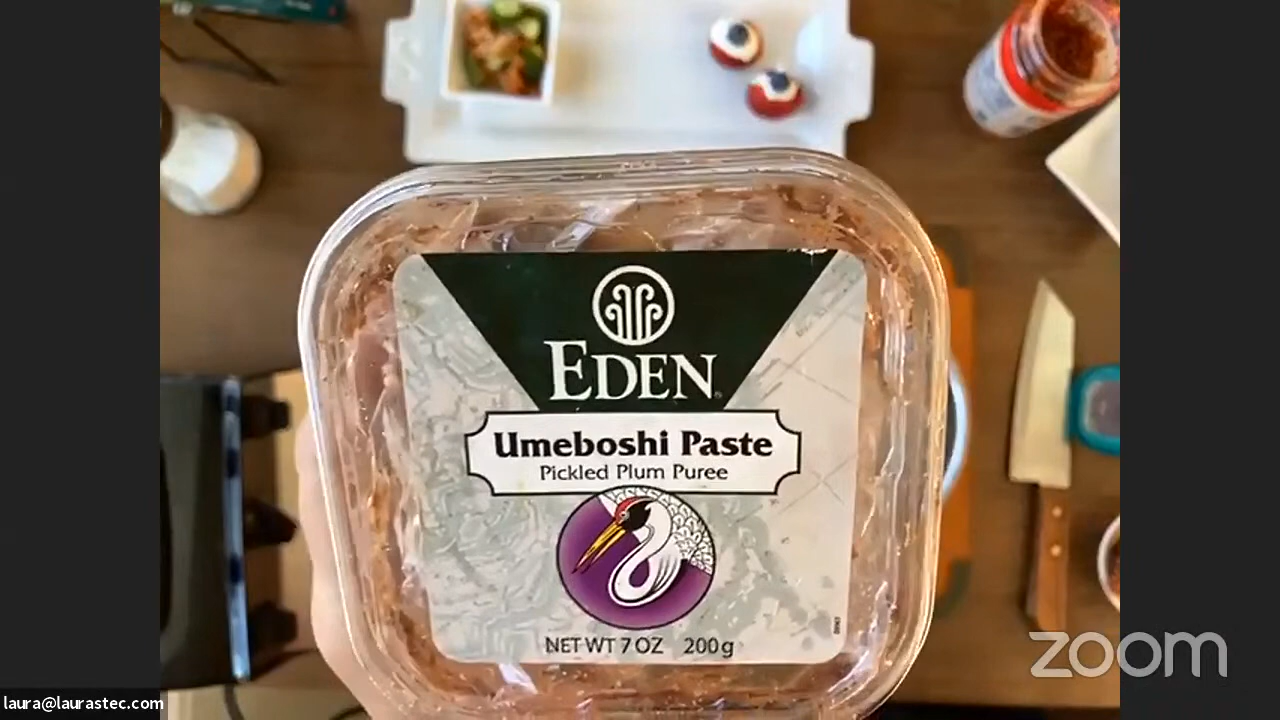 EDEN
Umeboshi Paste
Pickled Plum Puree
NET WT 7 OZ 200g
zoom
laura@laurastec.com